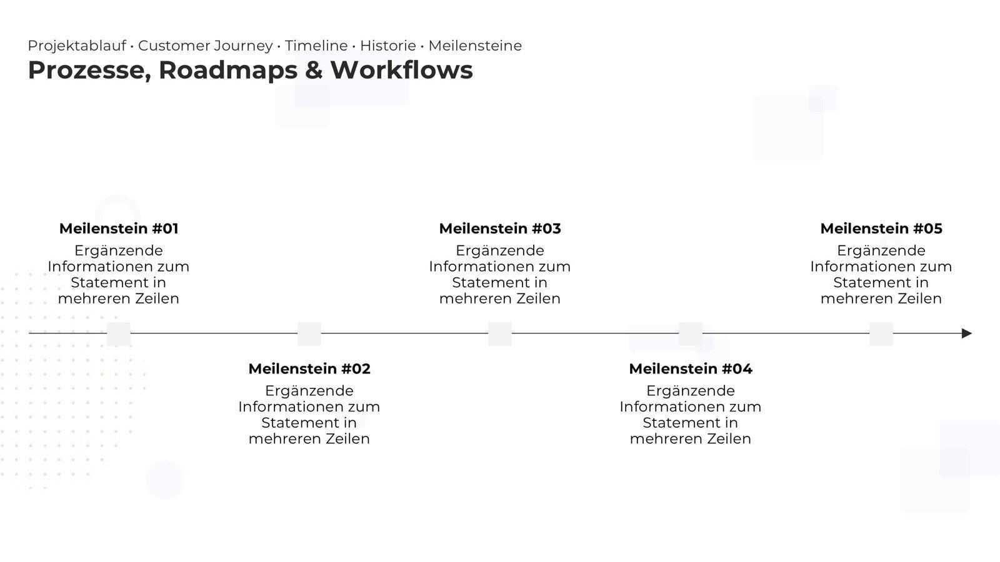 Projektablauf • Customer Journey • Timeline • Historie • Meilensteine
Prozesse, Roadmaps & Workflows
Meilenstein #01
Ergänzende
Informationen zum
Statement in
mehreren Zeilen
Meilenstein #02
Ergänzende
Informationen zum
Statement in
mehreren Zeilen
Meilenstein #03
Ergänzende
Informationen zum
Statement in
mehreren Zeilen
Meilenstein #04
Ergänzende
Informationen zum
Statement in
mehreren Zeilen
Meilenstein #05
Ergänzende
Informationen zum
Statement in
mehreren Zeilen